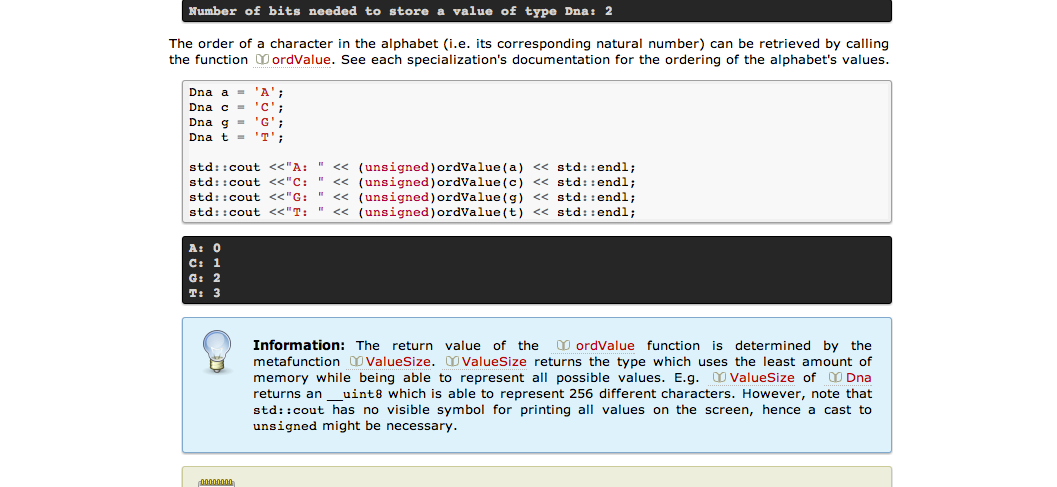 Number of bits needed to store a value of type Dna: 2
The order of a character in the alphabet (i.e. its corresponding natural number) can be retrieved by calling
the function ordValue. See each specialization's documentation for the ordering of the alphabet's values.
Dna a = 'A';
Dna c = 'C';
Dna g = 'G';
Dna t = 'T';
std::cout <<"A: " << (unsigned)ordValue(a) << std::endl;
std::cout <<"C: " << (unsigned)ordValue(c) << std::endl;
std::cout <<"G: " << (unsigned)ordValue(g) << std::endl;
std::cout <<"T: " << (unsigned)ordValue(t) << std::endl;
A: 0
C: 1
G: 2
T: 3
Information: The return value of the ordValue function is determined by the
metafunction ValueSize. ValueSize returns the type which uses the least amount of
memory while being able to represent all possible values. E.g. ValueSize of Dna
returns an __uint8 which is able to represent 256 different characters. However, note that
std::cout has no visible symbol for printing all values on the screen, hence a cast to
unsigned might be necessary.